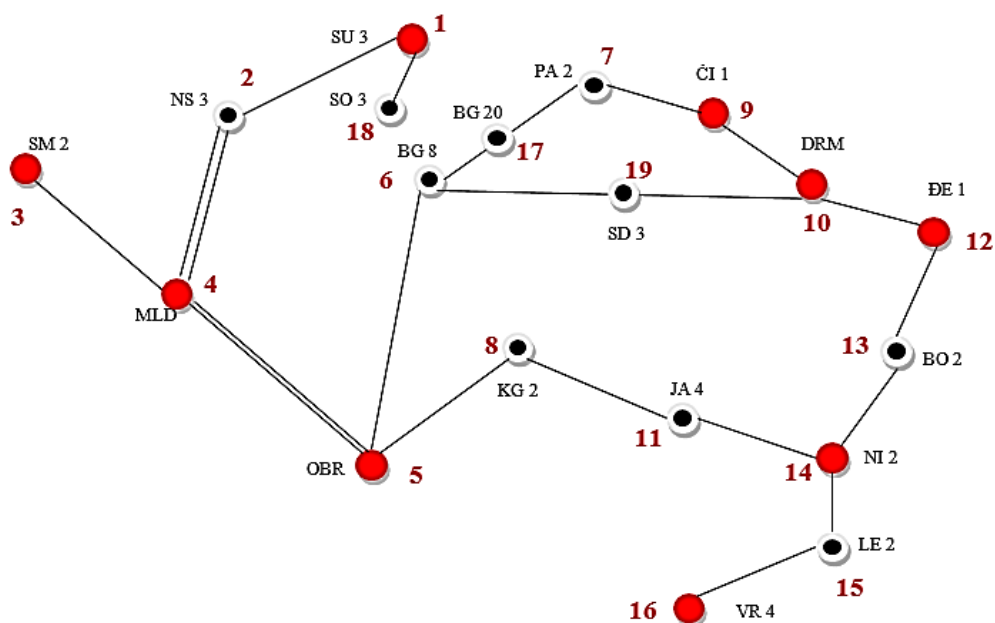 1
SU 3
2
NS 3
SO 3
18
7
PA 2
ČI 1
9
BG 20
17
BG 8
6
DRM
10
19
SD 3
SM 2
3
ĐE 1
12
4
MLD
8
KG 2
JA 4
11
13
BO 2
OBR
5
14
NI 2
LE 2
15
16
VR 4